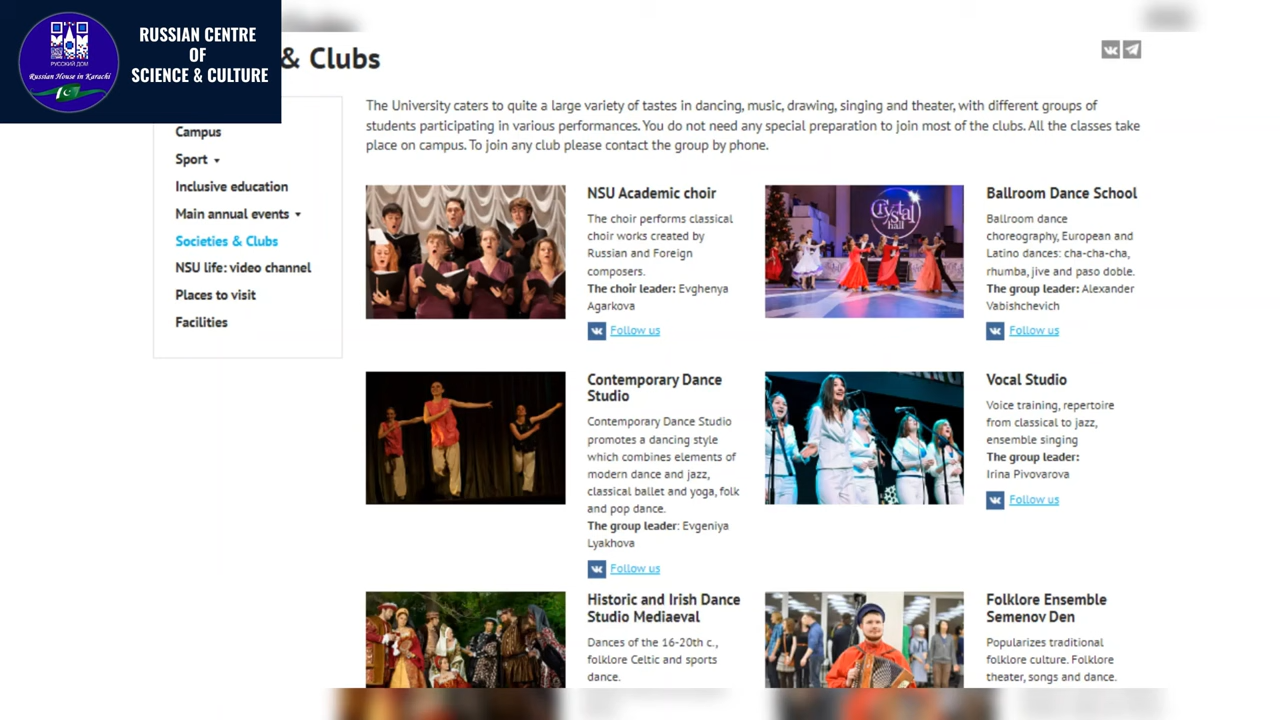 РУССКИЙ ДОМ
Russian House in Karachi
RUSSIAN CENTRE
OF
SCIENCE & CULTURE
& Clubs
Campus
Sport
Inclusive education
Main annual events
Societies & Clubs
NSU life: video channel
Places to visit
Facilities
The University caters to quite a large variety of tastes in dancing, music, drawing, singing and theater, with different groups of
students participating in various performances. You do not need any special preparation to join most of the clubs. All the classes take
place on campus. To join any club please contact the group by phone.
NSU Academic choir
The choir performs classical
choir works created by
Russian and Foreign
composers.
The choir leader: Evghenya
Agarkova
Follow us
Crystal
hall
Ballroom Dance School
Ballroom dance
choreography, European and
Latino dances: cha-cha-cha,
rhumba, jive and paso doble.
The group leader: Alexander
Vabishchevich
Follow us
Contemporary Dance
Studio
Contemporary Dance Studio
promotes a dancing style
which combines elements of
modern dance and jazz,
classical ballet and yoga, folk
and pop dance.
The group leader: Evgeniya
Lyakhova
Follow us
Vocal Studio
Voice training, repertoire
from classical to jazz,
ensemble singing
The group leader:
Irina Pivovarova
Follow us
Historic and Irish Dance
Studio Mediaeval
Dances of the 16-20th c.,
folklore Celtic and sports
dance.
Folklore Ensemble
Semenov Den
Popularizes traditional
folklore culture. Folklore
theater, songs and dance.